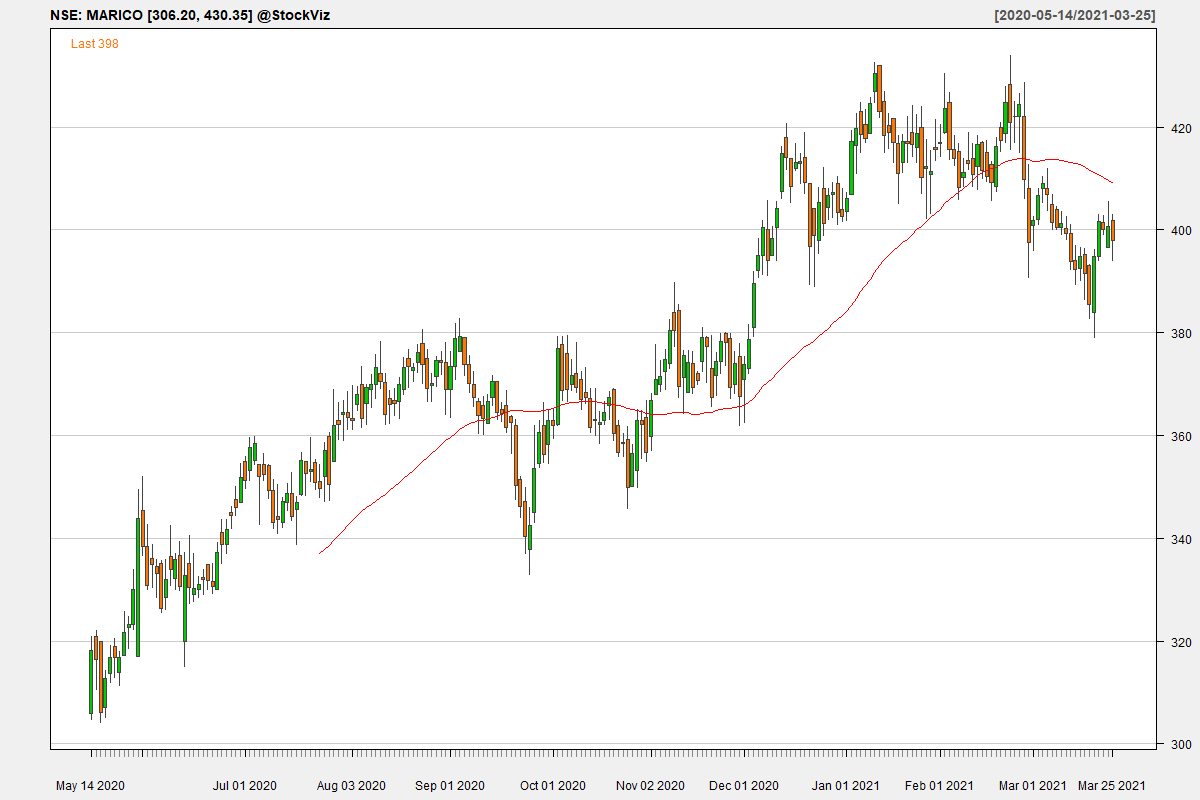 NSE: MARICO [306.20, 430.35] @StockViz [2020-05-14/2021-03-25]
Last 398
420
400
380
360
340
320
300
May 14 2020 Jul 01 2020 Aug 03 2020 Sep 01 2020 Oct 01 2020 Nov 02 2020 Dec 01 2020 Jan 01 2021 Feb 01 2021 Mar 01 2021 Mar 25 2021